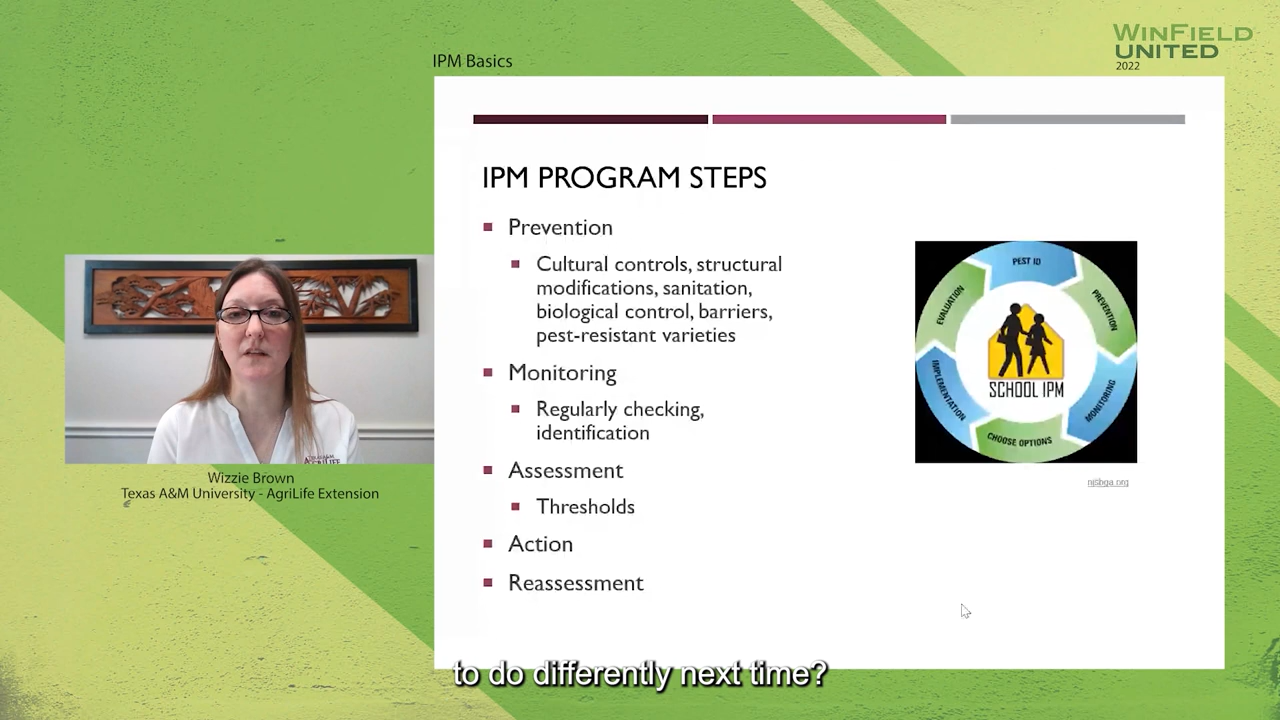 WINFIELD
UNITED
2022
IPM Basics
IPM PROGRAM STEPS
Prevention
Cultural controls, structural
modifications, sanitation,
biological control, barriers,
pest-resistant varieties
Monitoring
Regularly checking,
identification
Assessment
Thresholds
Action
Reassessment
PEST ID
PREVENTION
MONITORING
CHOOSE OPTIONS
IMPLEMENTATION
EVALUATION
SCHOOL IPM
njsbga.org
Wizzie Brown
Texas A&M University - AgriLife Extension
to do differently next time?